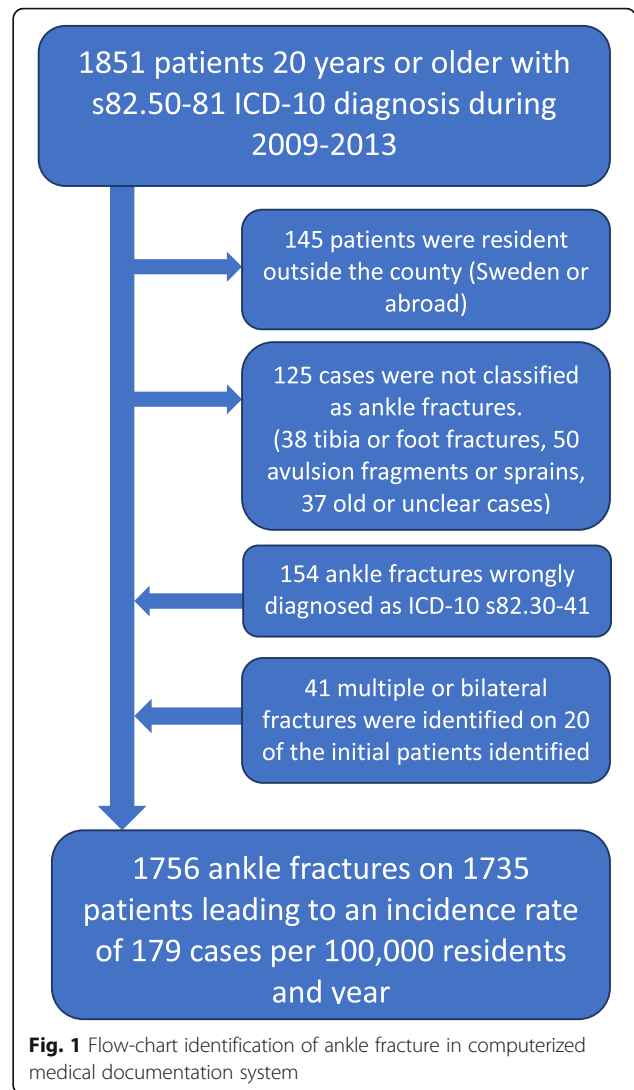 1851 patients 20 years or older with
s82.50-81 ICD-10 diagnosis during
2009-2013
145 patients were resident
outside the county (Sweden or
abroad)
125 cases were not classified
as ankle fractures.
(38 tibia or foot fractures, 50
avulsion fragments or sprains,
37 old or unclear cases)
154 ankle fractures wrongly
diagnosed as ICD-10 s82.30-41
41 multiple or bilateral
fractures were identified on 20
of the initial patients identified
1756 ankle fractures on 1735
patients leading to an incidence rate
of 179 cases per 100,000 residents
and year
Fig. 1 Flow-chart identification of ankle fracture in computerized
medical documentation system